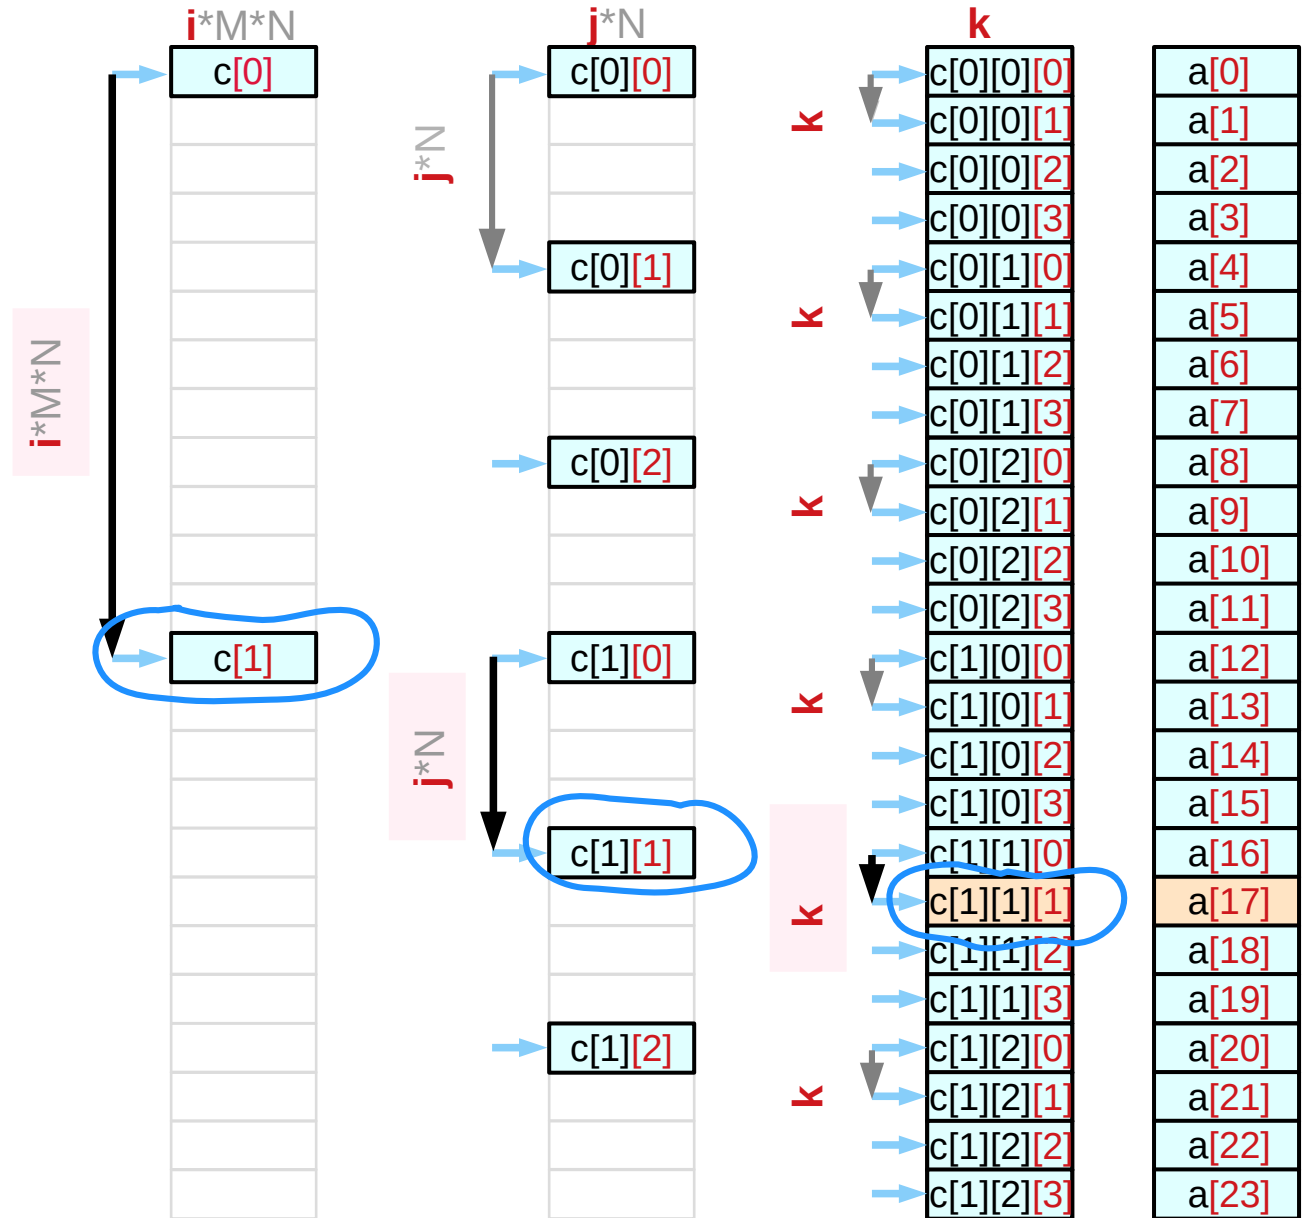 i*M*N j*N k
c[0] c[0][0] c[0][0][0] a[0]
k c[0][0][1] a[1]
j*N c[0][0][2] a[2]
c[0][0][3] a[3]
c[0][1] c[0][1][0] a[4]
k c[0][1][1] a[5]
i*M*N c[0][1][2] a[6]
c[0][1][3] a[7]
c[0][2] c[0][2][0] a[8]
k c[0][2][1] a[9]
c[0][2][2] a[10]
c[0][2][3] a[11]
c[1] c[1][0] c[1][0][0] a[12]
k c[1][0][1] a[13]
j*N c[1][0][2] a[14]
c[1][0][3] a[15]
c[1][1] c[1][1][0] a[16]
k c[1][1][1] a[17]
c[1][1][2] a[18]
c[1][1][3] a[19]
c[1][2] c[1][2][0] a[20]
k c[1][2][1] a[21]
c[1][2][2] a[22]
c[1][2][3] a[23]